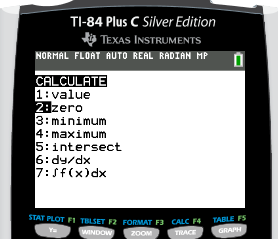 TI-84 Plus C Silver Edition
TEXAS INSTRUMENTS
NORMAL FLOAT AUTO REAL RADIAN MP
CALCULATE
1:value
2:zero
3:minimum
4:maximum
5:intersect
6:dy/dx
7:∫f(x)dx
STAT PLOT F1 TBLSET F2 FORMAT F3 CALC F4 TABLE F5
Y= WINDOW ZOOM TRACE GRAPH